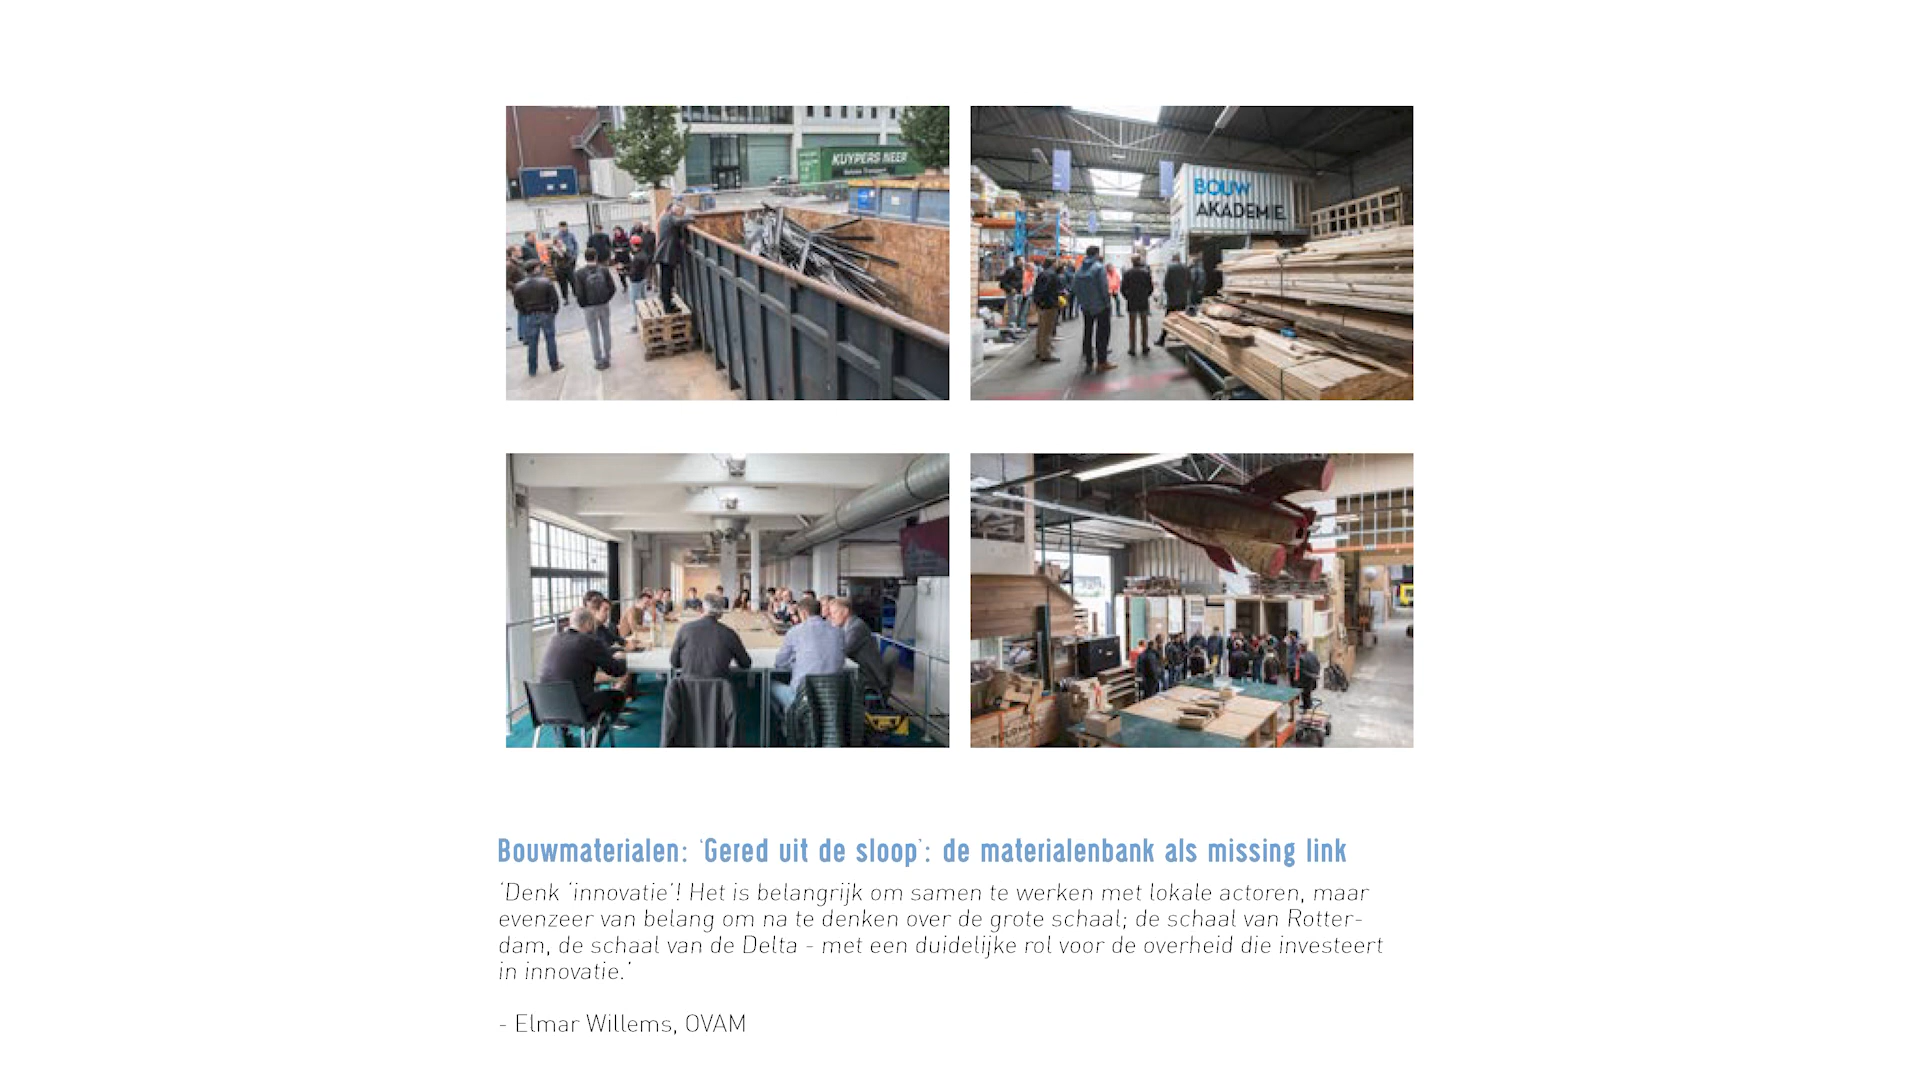 KUYPERS NEER
BOUW
AKADEMIE.
Bouwmaterialen: ‘Gered uit de sloop’: de materialenbank als missing link
‘Denk ‘innovatie’! Het is belangrijk om samen te werken met lokale actoren, maar
evenzeer van belang om na te denken over de grote schaal; de schaal van Rotter-
dam, de schaal van de Delta - met een duidelijke rol voor de overheid die investeert
in innovatie.’
- Elmar Willems, OVAM